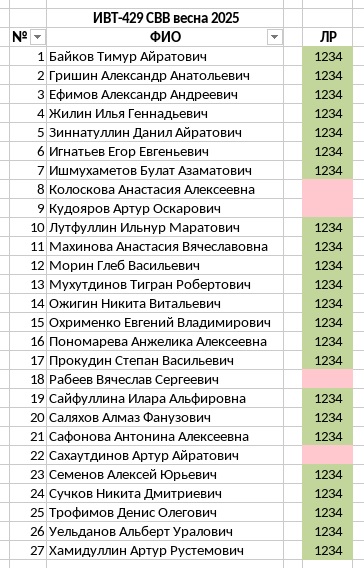 ИВТ-429 СВВ весна 2025
№ ФИО ЛР
1 Байков Тимур Айратович 1234
2 Гришин Александр Анатольевич 1234
3 Ефимов Александр Андреевич 1234
4 Жилин Илья Геннадьевич 1234
5 Зиннатуллин Данил Айратович 1234
6 Игнатьев Егор Евгеньевич 1234
7 Ишмухаметов Булат Азаматович 1234
8 Колоскова Анастасия Алексеевна
9 Кудояров Артур Оскарович
10 Лутфуллин Ильнур Маратович 1234
11 Махинова Анастасия Вячеславовна 1234
12 Морин Глеб Васильевич 1234
13 Мухутдинов Тигран Робертович 1234
14 Ожигин Никита Витальевич 1234
15 Охрименко Евгений Владимирович 1234
16 Пономарева Анжелика Алексеевна 1234
17 Прокудин Степан Васильевич 1234
18 Рабеев Вячеслав Сергеевич
19 Сайфуллина Илара Альфировна 1234
20 Саляхов Алмаз Фанузович 1234
21 Сафонова Антонина Алексеевна 1234
22 Сахаутдинов Артур Айратович
23 Семенов Алексей Юрьевич 1234
24 Сучков Никита Дмитриевич 1234
25 Трофимов Денис Олегович 1234
26 Уельданов Альберт Уралович 1234
27 Хамидуллин Артур Рустемович 1234